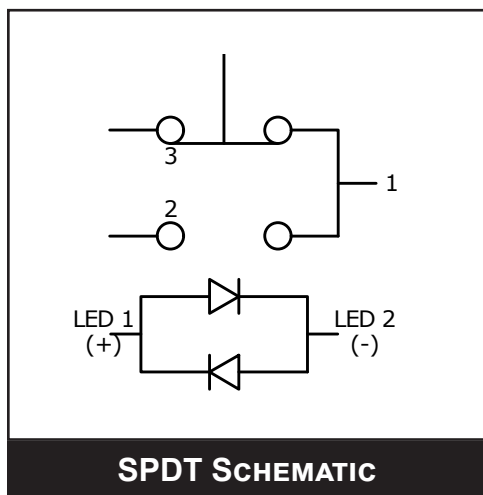 3
2
1
LED 1
(+)
LED 2
(-)
SPDT SCHEMATIC